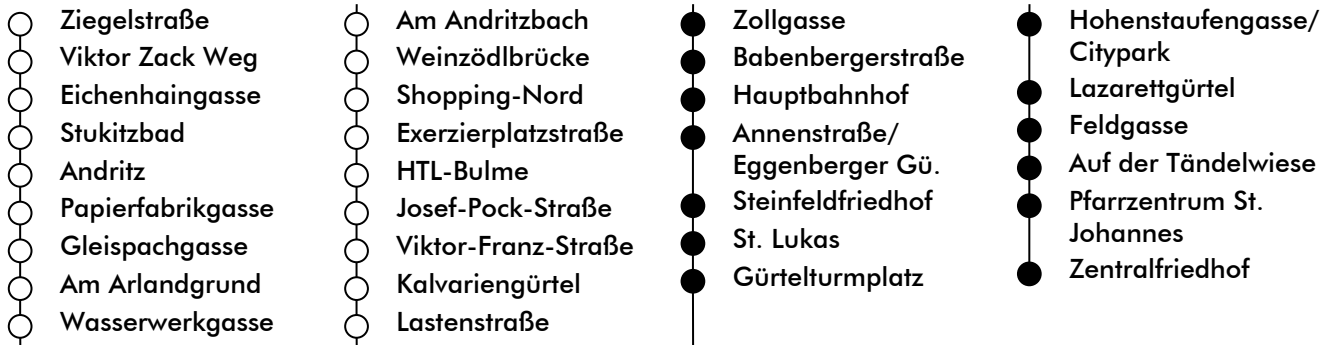 Ziegelstraße
Viktor Zack Weg
Eichenhaingasse
Stukitzbad
Andritz
Papierfabrikgasse
Gleispachgasse
Am Arlandgrund
Wasserwerkgasse
Am Andritzbach
Weinzödlbrücke
Shopping-Nord
Exerzierplatzstraße
HTL-Bulme
Josef-Pock-Straße
Viktor-Franz-Straße
Kalvariengürtel
Lastenstraße
Zollgasse
Babenbergerstraße
Hauptbahnhof
Annenstraße/
Eggenberger Gü.
Steinfeldfriedhof
St. Lukas
Gürtelturmplatz
Hohenstaufengasse/
Citypark
Lazarettgürtel
Feldgasse
Auf der Tändelwiese
Pfarrzentrum St.
Johannes
Zentralfriedhof